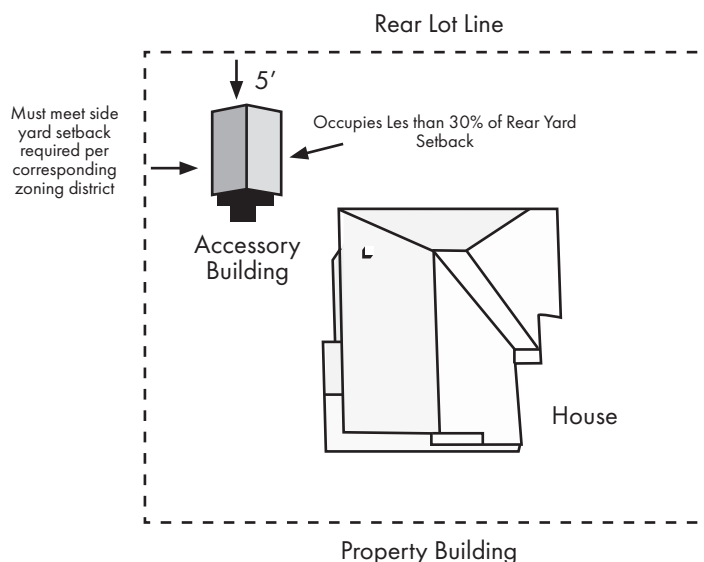 Rear Lot Line
5’
Must meet side
yard setback
required per
corresponding
zoning district
Occupies Les than 30% of Rear Yard
Setback
Accessory
Building
House
Property Building